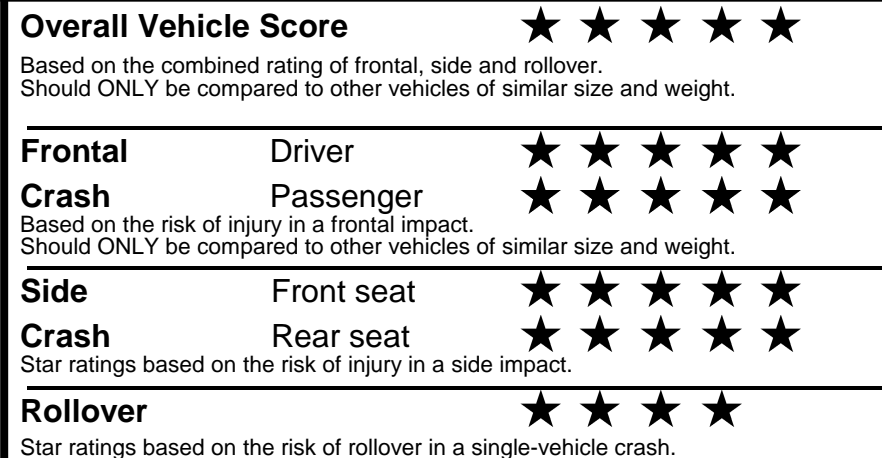 Overall Vehicle Score ★ ★ ★ ★ ★
Based on the combined rating of frontal, side and rollover.
Should ONLY be compared to other vehicles of similar size and weight.
Frontal Driver ★ ★ ★ ★ ★
Crash Passenger ★ ★ ★ ★ ★
Based on the risk of injury in a frontal impact.
Should ONLY be compared to other vehicles of similar size and weight.
Side Front seat ★ ★ ★ ★ ★
Crash Rear seat ★ ★ ★ ★ ★
Star ratings based on the risk of injury in a side impact.
Rollover ★ ★ ★ ★
Star ratings based on the risk of rollover in a single-vehicle crash.